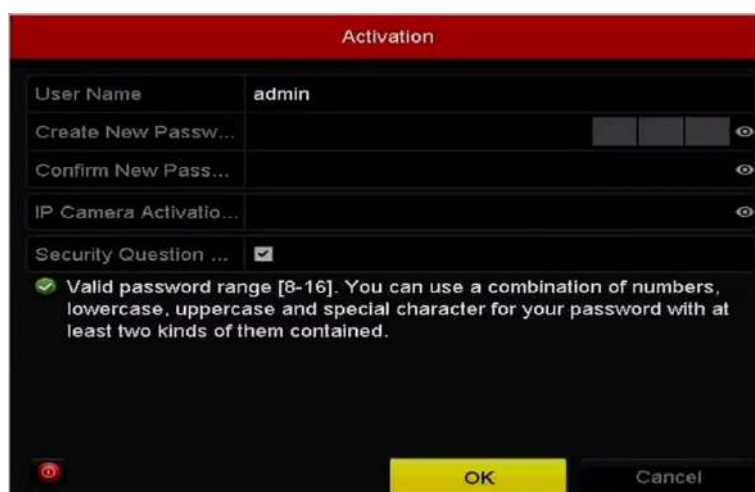 Activation
User Name admin
Create New Passw...
Confirm New Pass...
IP Camera Activatio...
Security Question ...
Valid password range [8-16]. You can use a combination of numbers,
lowercase, uppercase and special character for your password with at
least two kinds of them contained.
OK Cancel